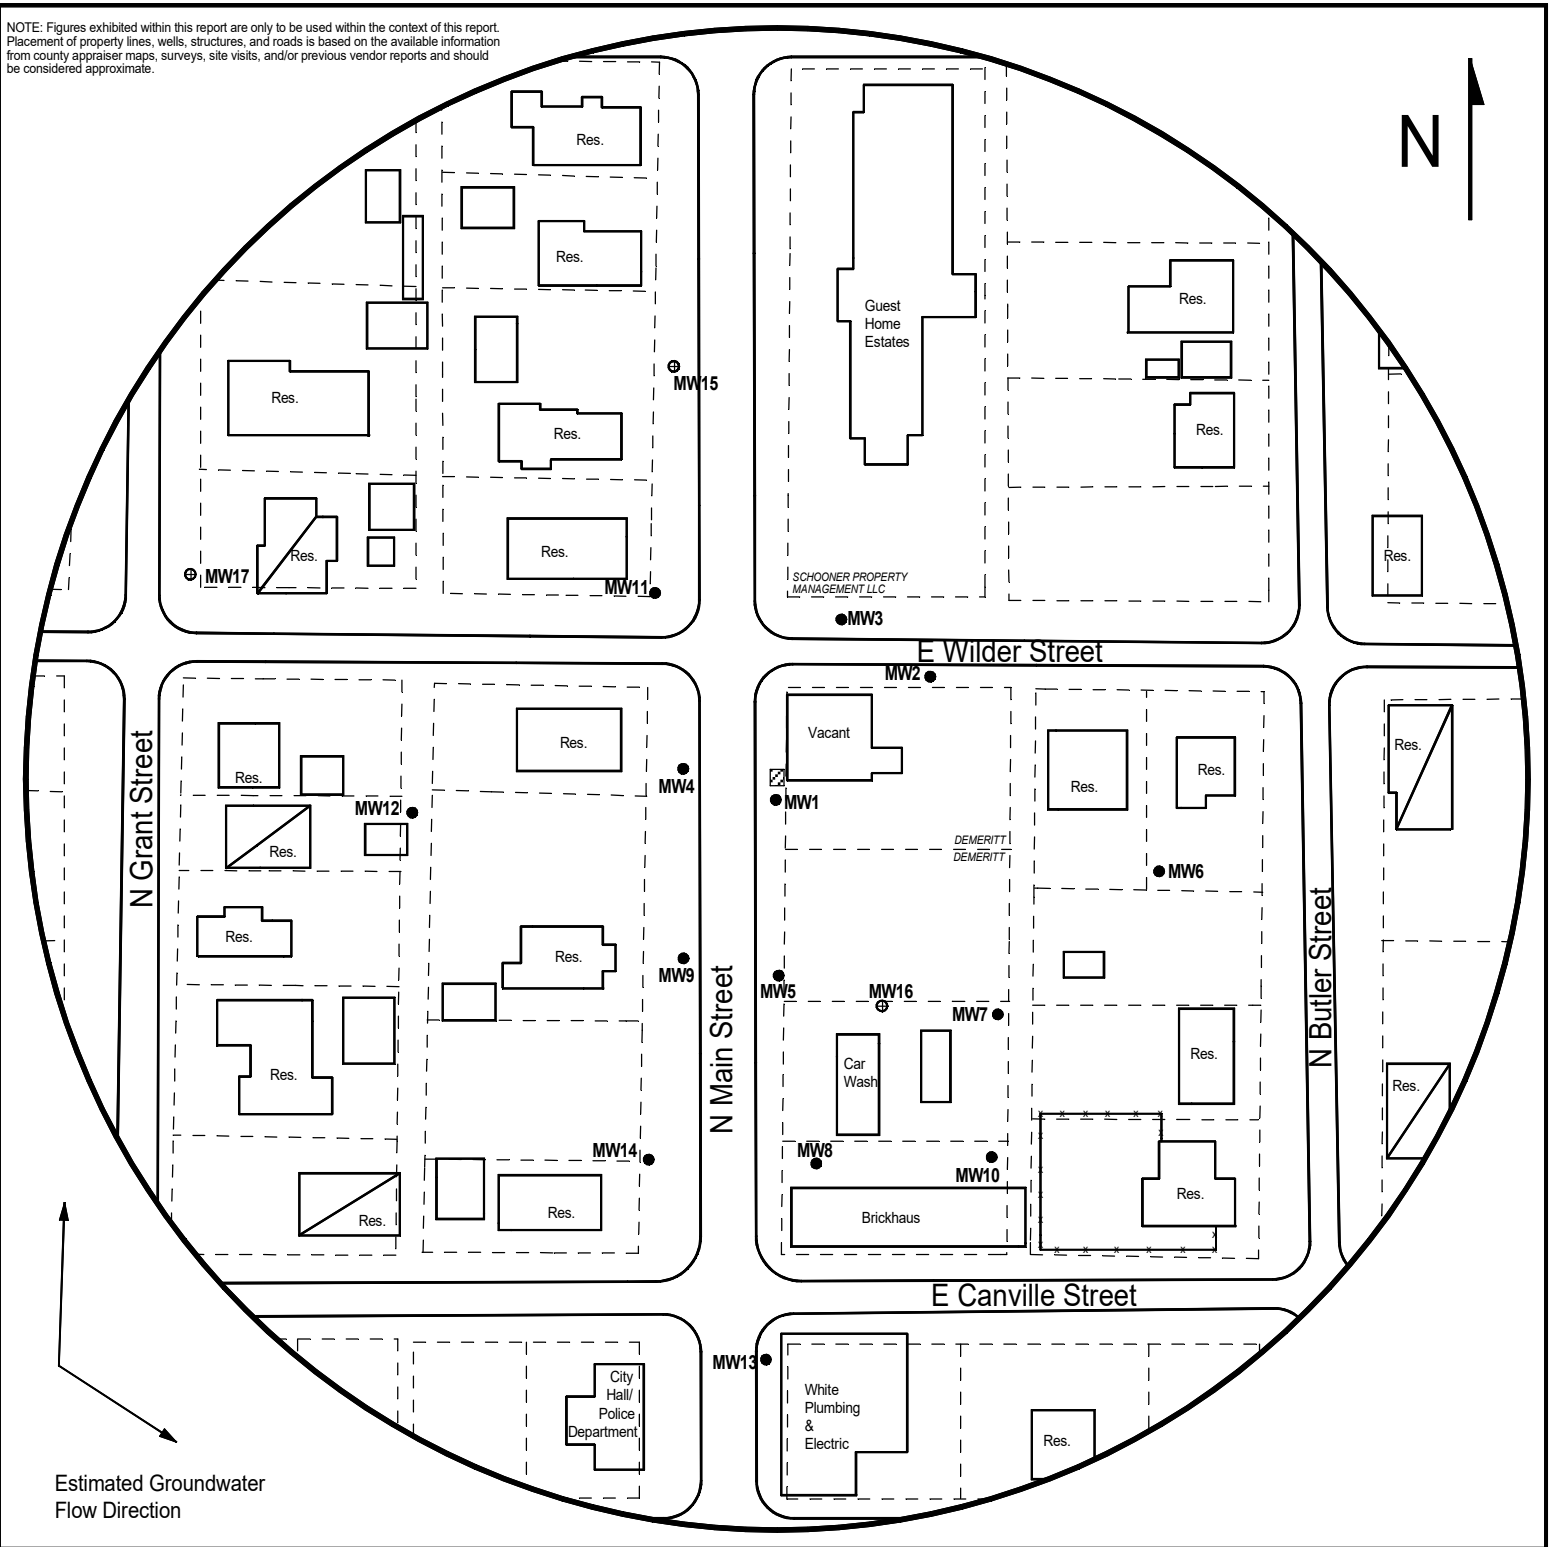 NOTE: Figures exhibited within this report are only to be used within the context of this report.
Placement of property lines, wells, structures, and roads is based on the available information
from county appraiser maps, surveys, site visits, and/or previous vendor reports and should
be considered approximate.
N
Res.
Res.
Guest
Home
Estates
Res.
MW15
Res.
Res.
Res.
Res.
Res.
Res.
Res.
MW17
MW11
SCHOONER PROPERTY
MANAGEMENT LLC
MW3
E Wilder Street
MW2
N Grant Street
Res.
Res.
Vacant
Res.
Res.
Res.
MW4
MW1
MW12
Res.
DEMERITT
DEMERITT
MW6
Res.
Res.
MW9
MW5
MW16
MW7
N Main Street
N Butler Street
Res.
Car
Wash
Res.
Res.
MW14
MW8
MW10
Res.
Res.
Res.
Brickhaus
E Canville Street
MW13
City
Hall/
Police
Department
White
Plumbing
&
Electric
Res.
Estimated Groundwater
Flow Direction